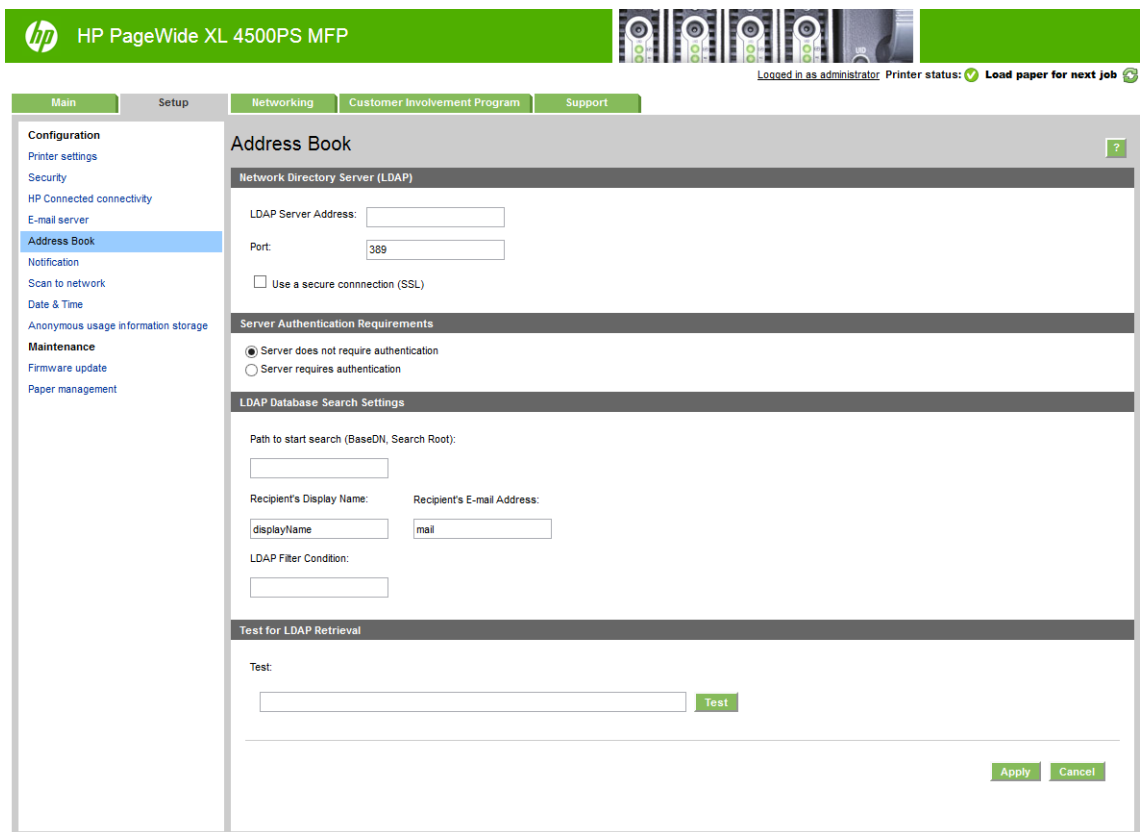 hp HP PageWide XL 4500PS MFP
UID
Logged in as administrator Printer status: Load paper for next job
Main Setup Networking Customer Involvement Program Support
Configuration
Printer settings
Security
HP Connected connectivity
E-mail server
Address Book
Notification
Scan to network
Date & Time
Anonymous usage information storage
Maintenance
Firmware update
Paper management
Address Book
?
Network Directory Server (LDAP)
LDAP Server Address:
Port: 389
Use a secure connnection (SSL)
Server Authentication Requirements
Server does not require authentication
Server requires authentication
LDAP Database Search Settings
Path to start search (BaseDN, Search Root):
Recipient's Display Name: Recipient's E-mail Address:
displayName mail
LDAP Filter Condition:
Test for LDAP Retrieval
Test:
Test
Apply Cancel